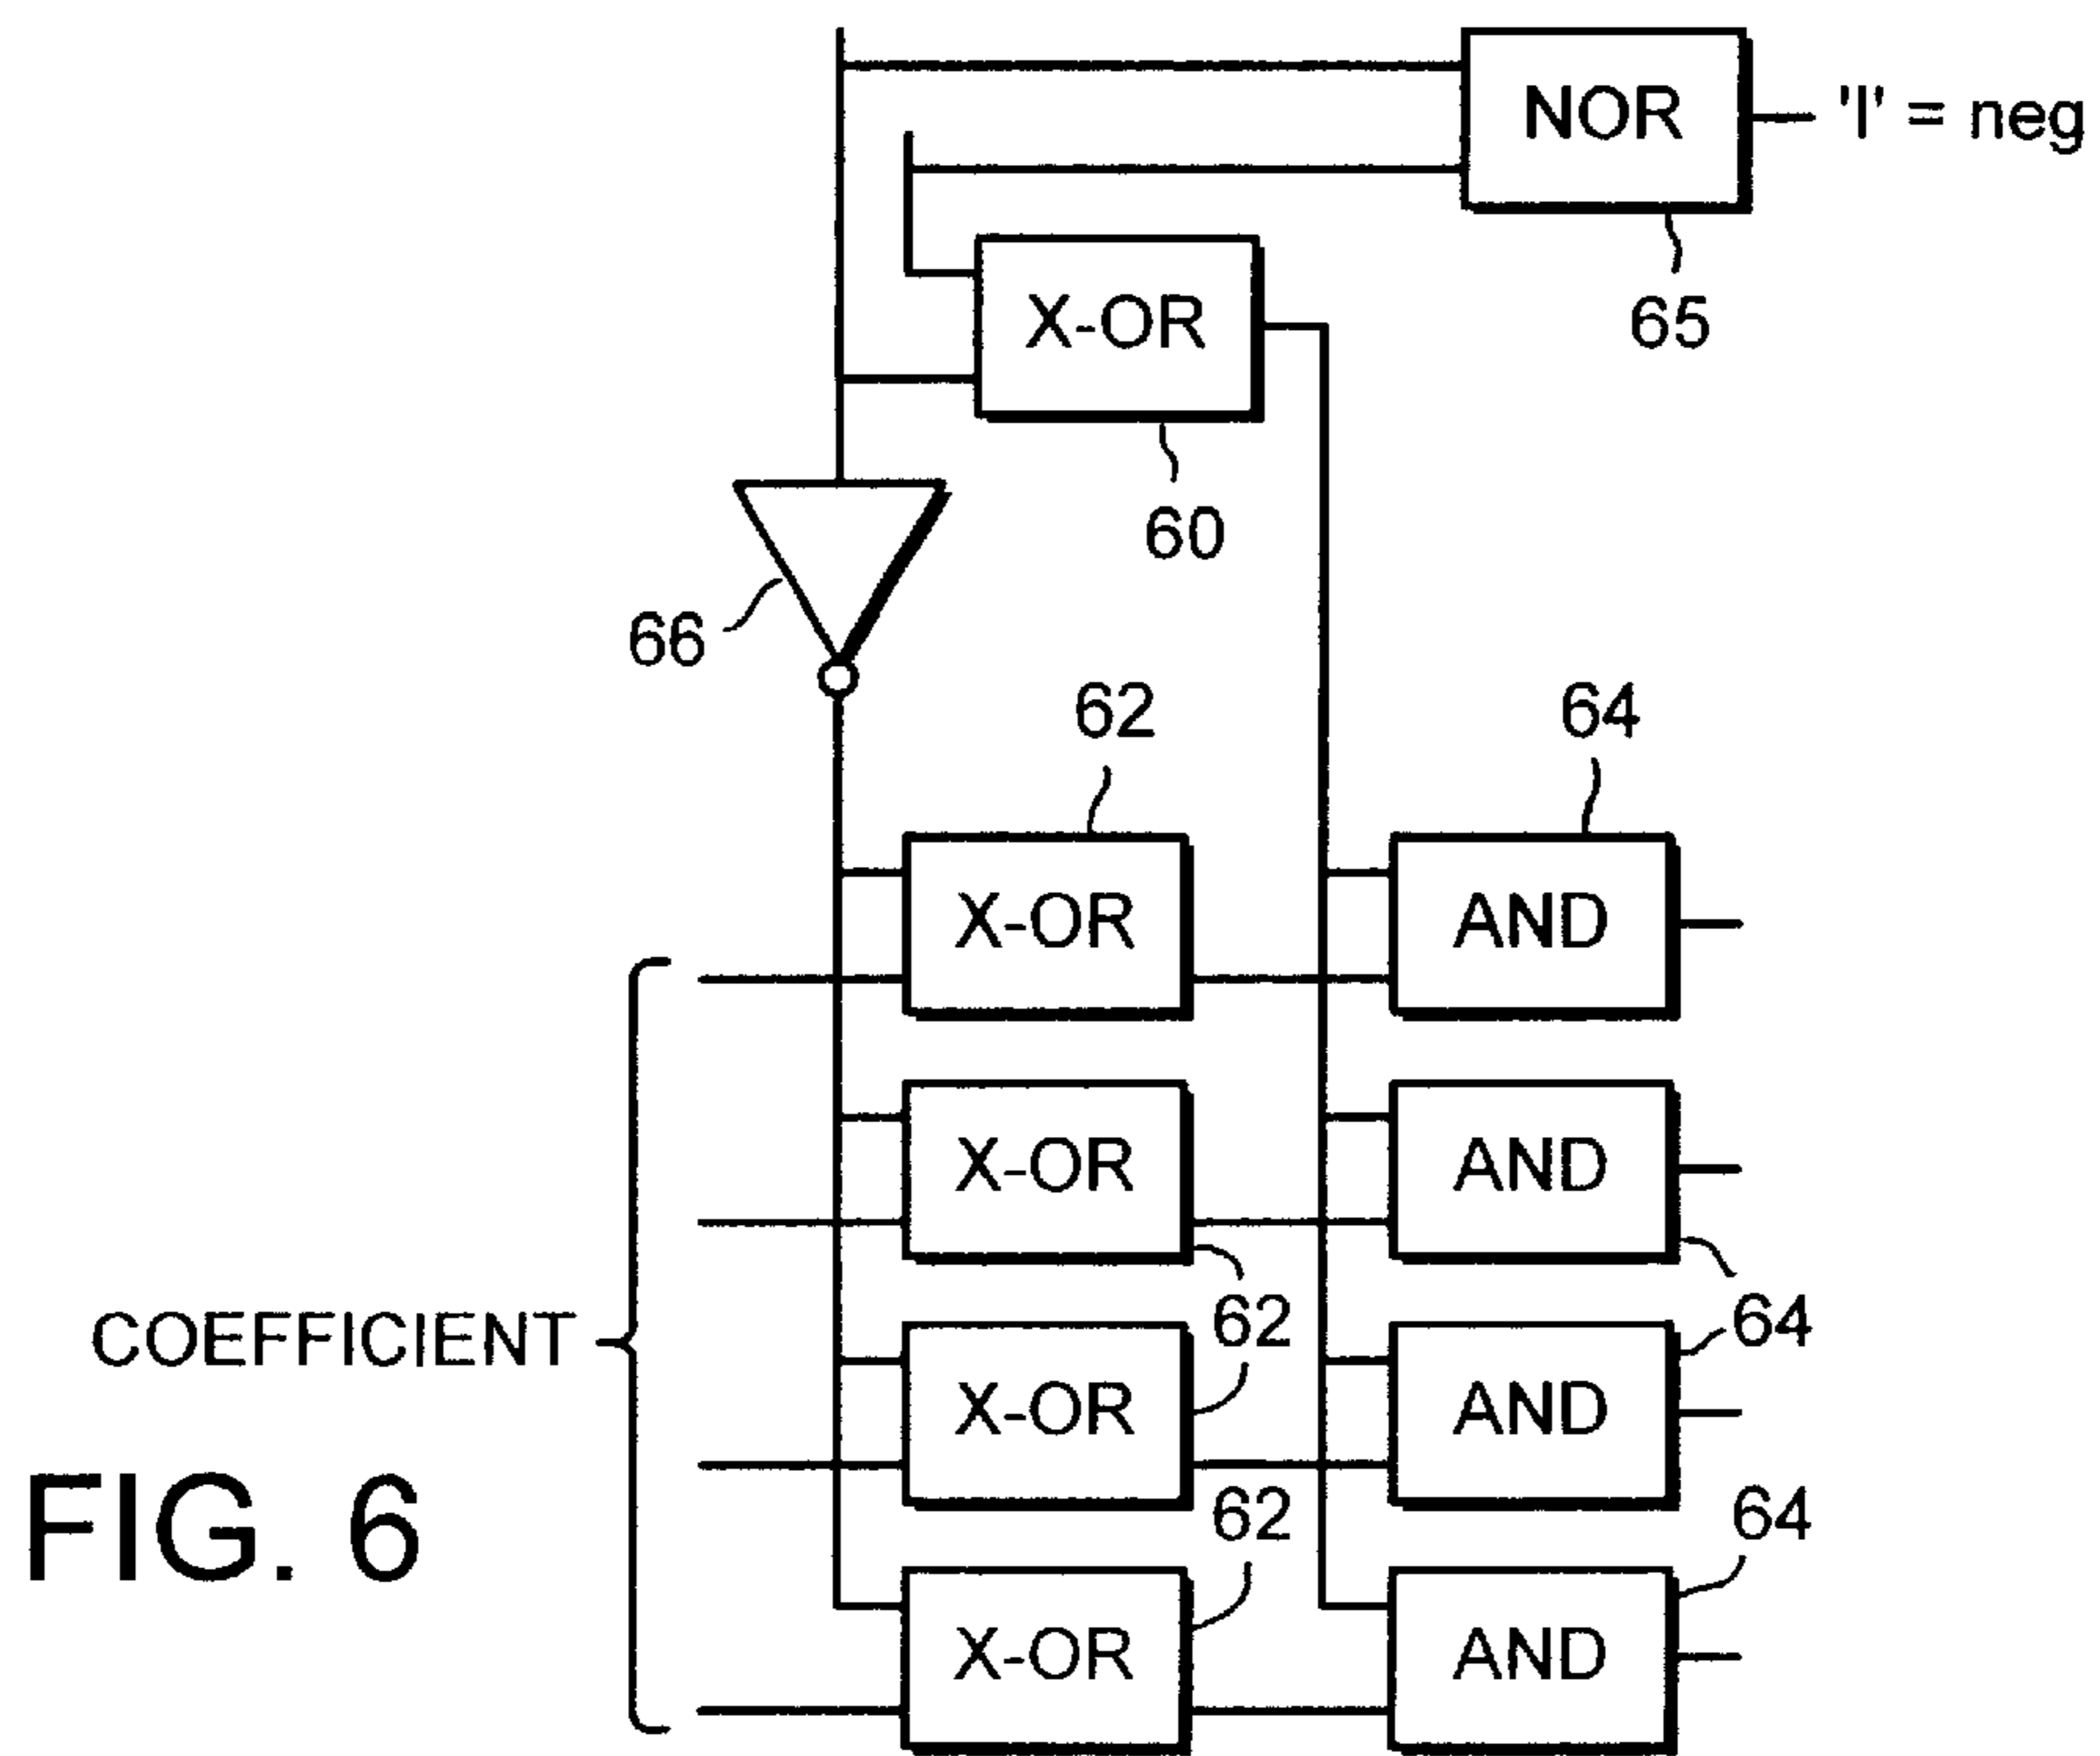 NOR
'I' = neg
65
X-OR
60
66
62
64
X-OR
AND
X-OR
AND
62
64
COEFFICIENT
X-OR
AND
62
64
X-OR
AND
FIG. 6